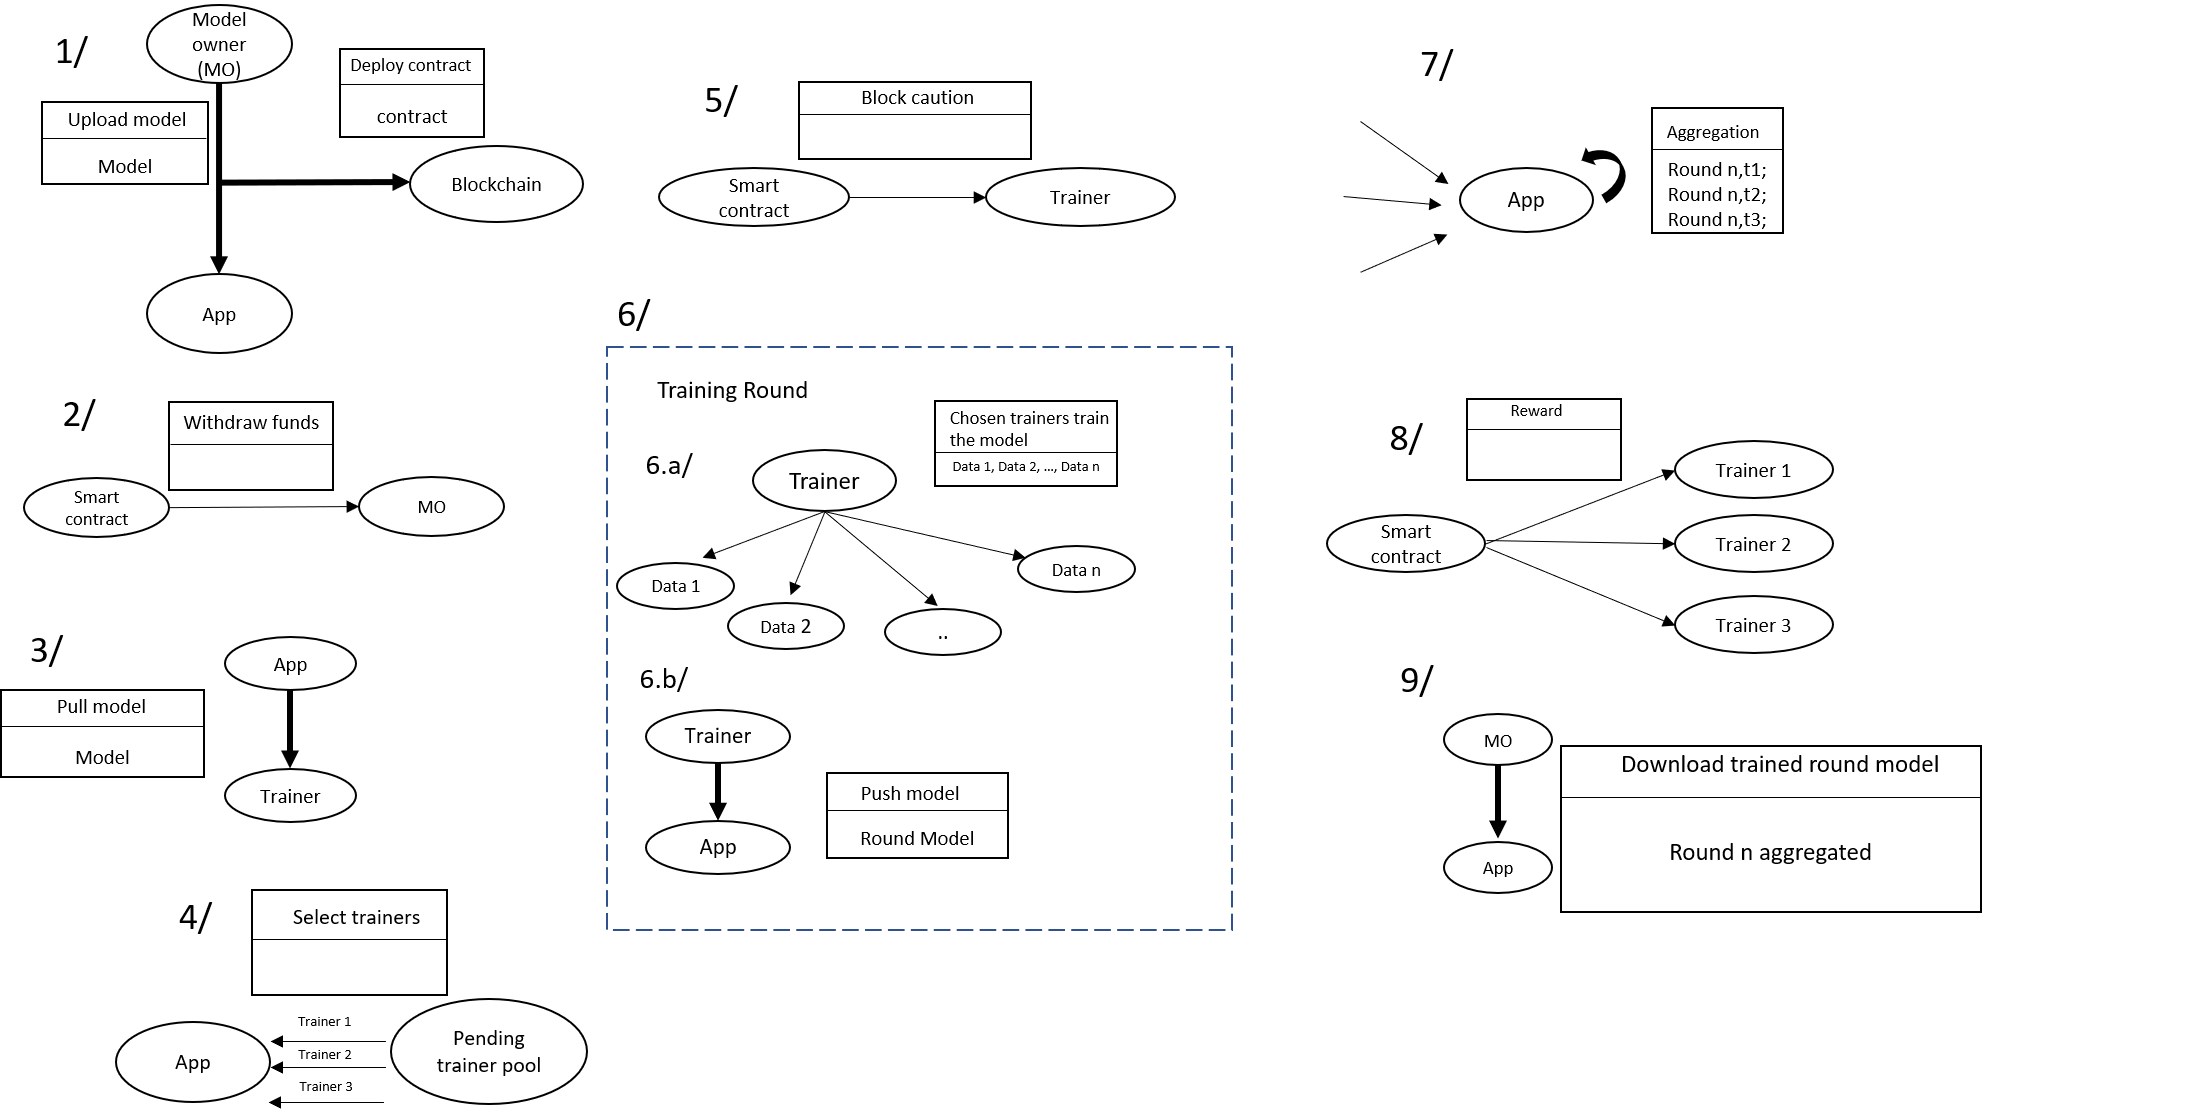 1/
Model
owner
(MO)
Deploy contract
contract
Upload model
Model
Blockchain
App
2/
Withdraw funds
Smart
contract
MO
3/
App
Pull model
Model
Trainer
4/
Select trainers
App
Trainer 1
Trainer 2
Trainer 3
Pending
trainer pool
5/
Block caution
Smart
contract
Trainer
6/
Training Round
6.a/
Chosen trainers train
the model
Data 1, Data 2, ..., Data n
Trainer
Data 1
Data 2
..
Data n
6.b/
Trainer
App
Push model
Round Model
7/
App
Aggregation
Round n,t1;
Round n,t2;
Round n,t3;
8/
Reward
Smart
contract
Trainer 1
Trainer 2
Trainer 3
9/
MO
App
Download trained round model
Round n aggregated